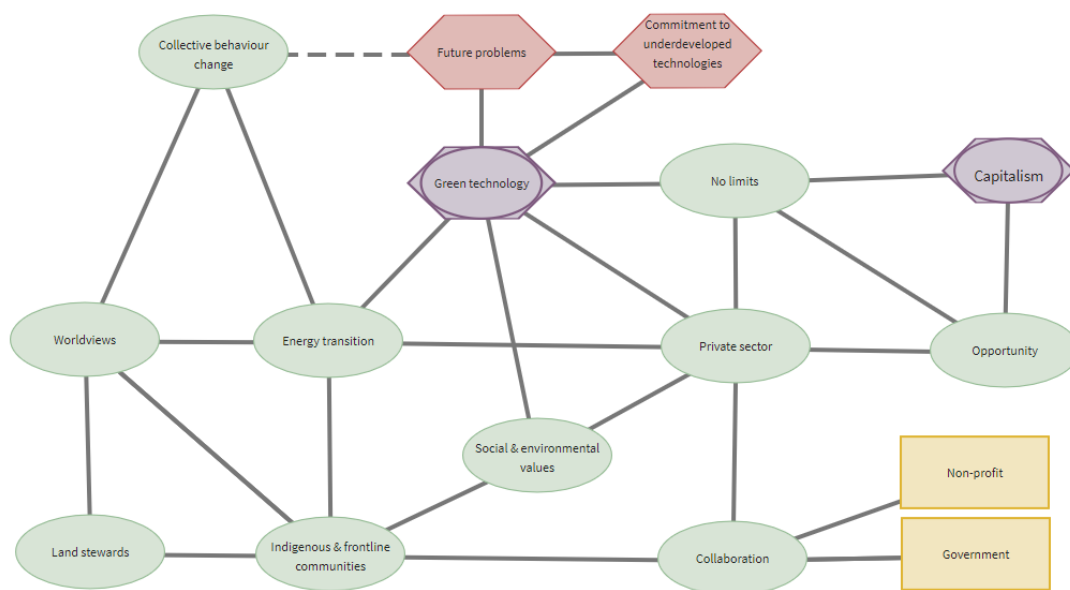 Collective behaviour
change
Future problems
Commitment to
underdeveloped
technologies
Green technology
No limits
Capitalism
Worldviews
Energy transition
Private sector
Opportunity
Social & environmental
values
Non-profit
Land stewards
Indigenous & frontline
communities
Collaboration
Government